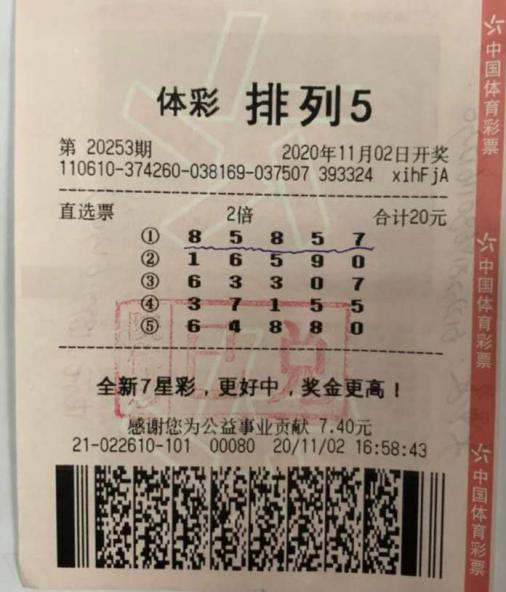 体彩 排列5
第 20253期 2020年11月02日开奖
110610-374260-038169-037507 393324 xihFjA
直选票 2倍 合计20元
① 8 5 8 5 7
② 1 6 5 9 0
③ 6 3 3 0 7
④ 3 7 1 5 5
⑤ 6 4 8 8 0
已兑
全新7星彩，更好中，奖金更高！
感谢您为公益事业贡献 7.40元
21-022610-101 00080 20/11/02 16:58:43
中国体育彩票
中国体育彩票
中国体育彩票